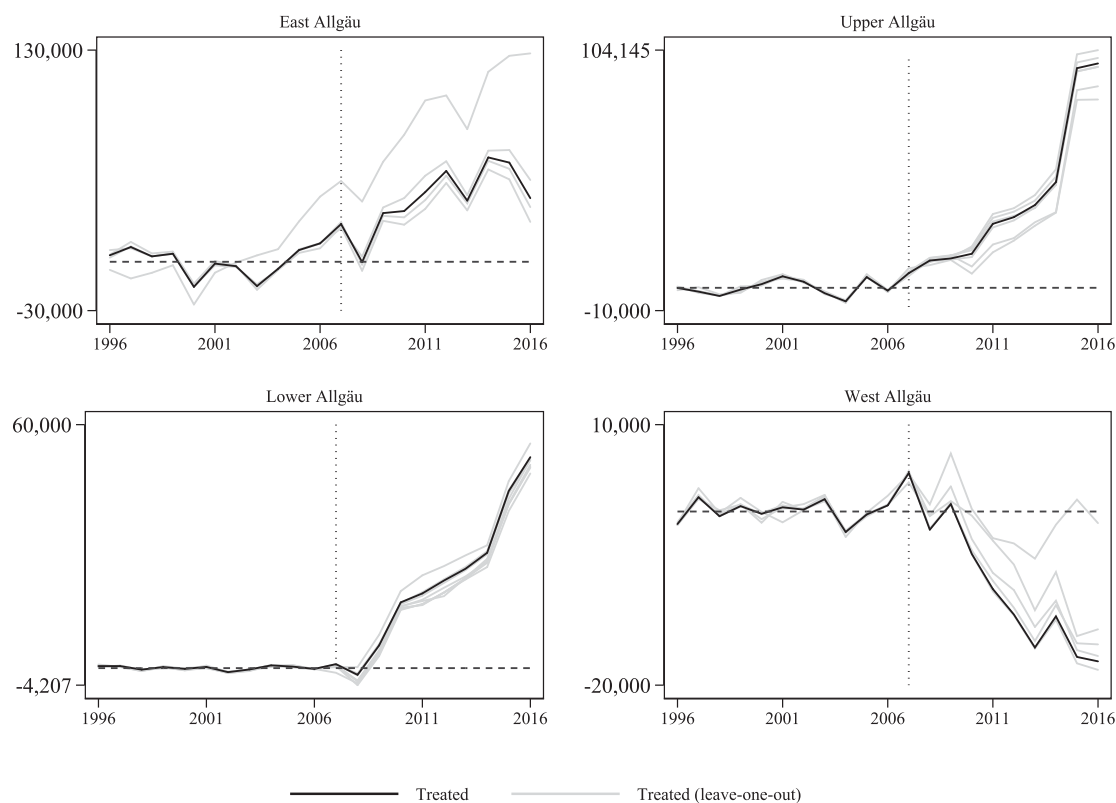 East Allgäu
Upper Allgäu
130,000
-30,000
1996 2001 2006 2011 2016
104,145
-10,000
1996 2001 2006 2011 2016
Lower Allgäu
West Allgäu
60,000
-4,207
1996 2001 2006 2011 2016
10,000
-20,000
1996 2001 2006 2011 2016
Treated Treated (leave-one-out)